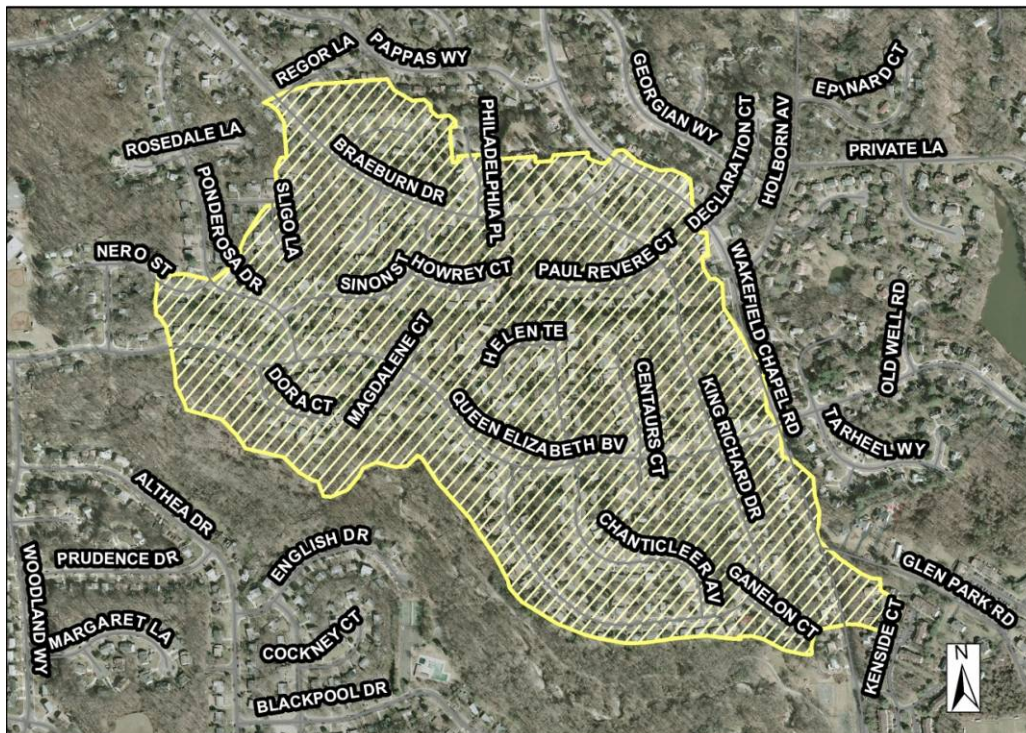 REGOR LA
PAPPAS WY
GEORGIAN WY
EPINARD CT
ROSEDALE LA
BRAEBURN DR
PHILADELPHIA PL
DECLARATION CT
HOLBORN AV
PRIVATE LA
PONDEROSA DR
SLIGO LA
NERO ST
SINON ST
HOWREY CT
PAUL REVERE CT
WAKEFIELD CHAPEL RD
OLD WELL RD
HELEN TE
MAGDALENE CT
DORA CT
QUEEN ELIZABETH BV
CENTAURS CT
KING RICHARD DR
TARHEEL WY
ALTHEA DR
PRUDENCE DR
ENGLISH DR
CHANTICLEER AV
GANELON CT
GLEN PARK RD
WOODLAND WY
MARGARET LA
COCKNEY CT
KENSIDE CT
BLACKPOOL DR
N